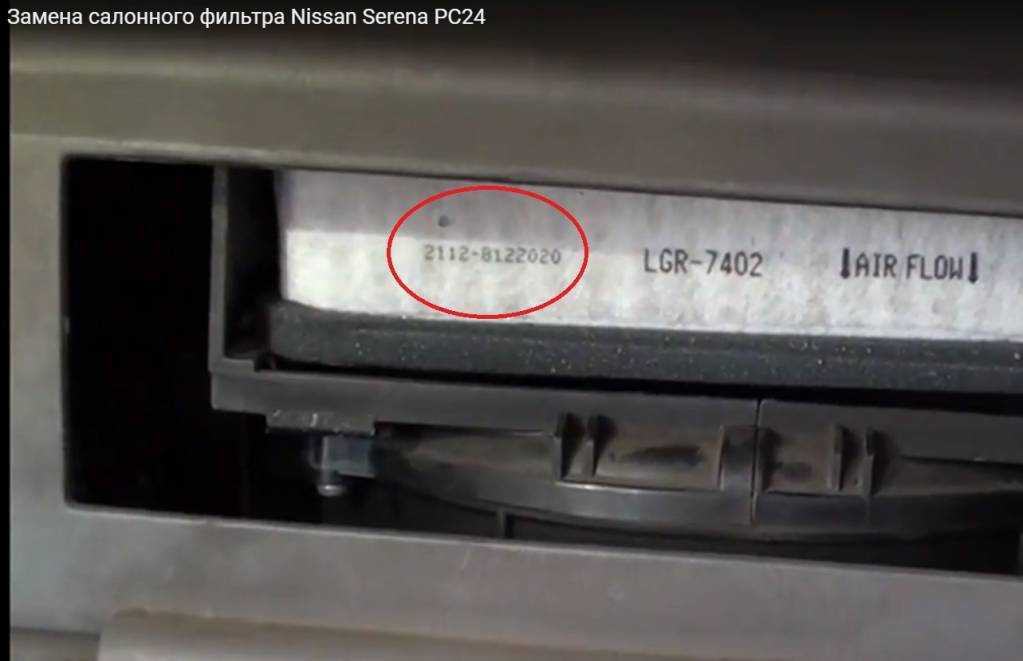 Замена салонного фильтра Nissan Serena PC24
2112-8122020 LGR-7402 ↓AIR FLOW↓